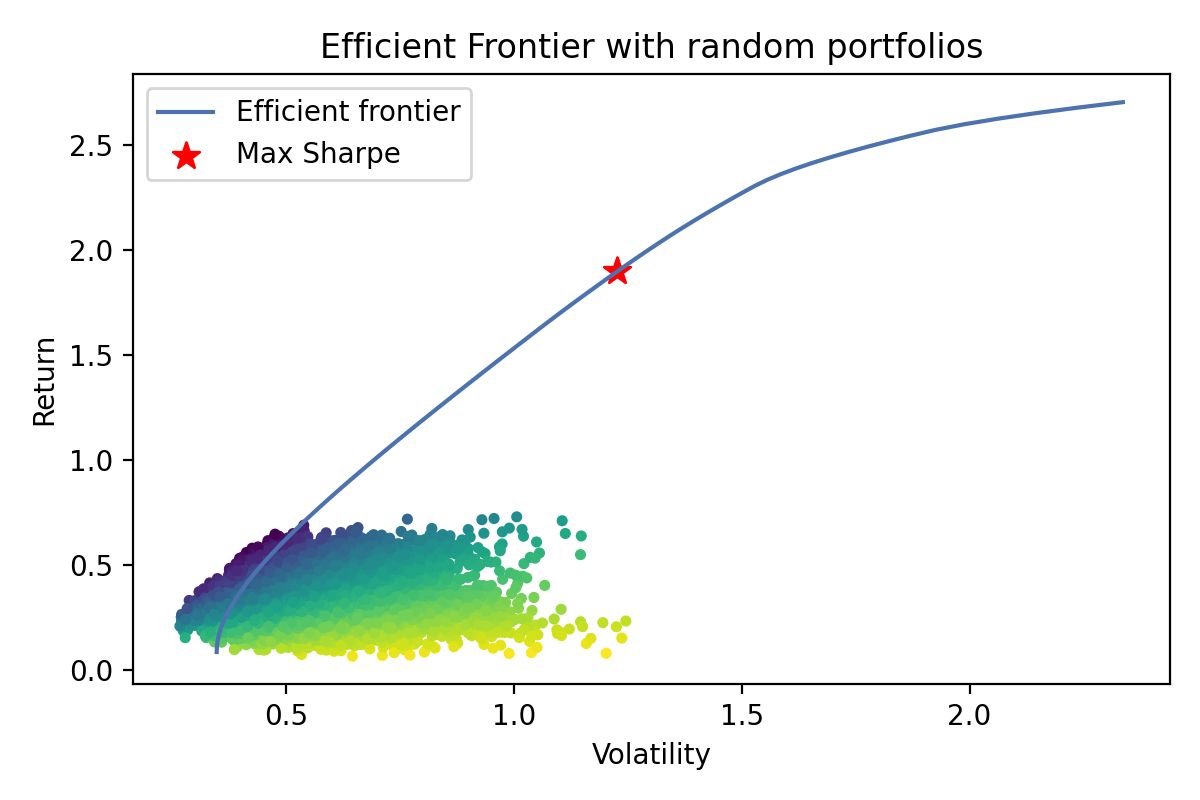 Efficient Frontier with random portfolios
Efficient frontier
Max Sharpe
Return
2.5
2.0
1.5
1.0
0.5
0.0
0.5
1.0
1.5
2.0
Volatility